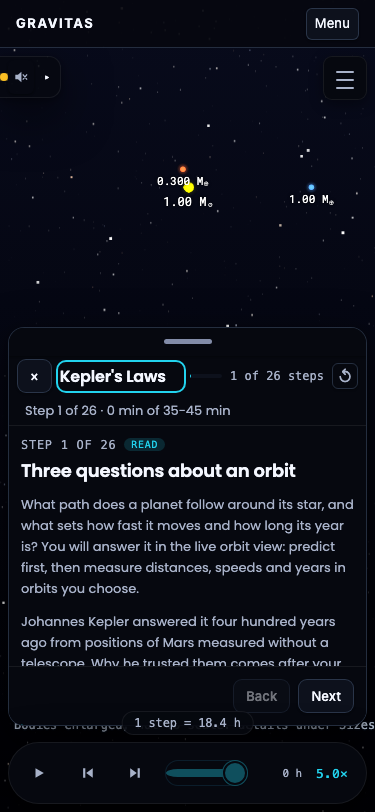 GRAVITAS
Menu
0.300 M⊕
1.00 M☉
1.00 M⊕
× Kepler's Laws 1 of 26 steps
Step 1 of 26 · 0 min of 35–45 min
STEP 1 OF 26 READ
Three questions about an orbit
What path does a planet follow around its star, and
what sets how fast it moves and how long its year
is? You will answer it in the live orbit view: predict
first, then measure distances, speeds and years in
orbits you choose.
Johannes Kepler answered it four hundred years
ago from positions of Mars measured without a
telescope. Why he trusted them comes after your
Back Next
Bodies enlarged
under Sizes
1 step = 18.4 h
0 h 5.0×